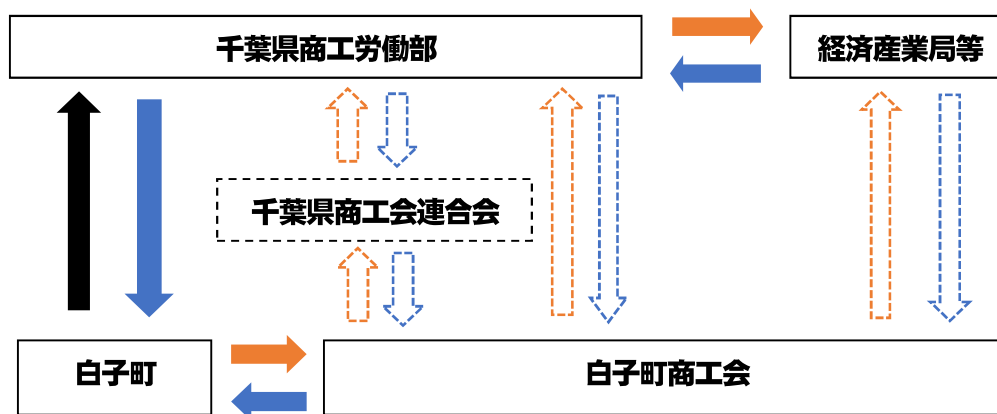 千葉県商工労働部
経済産業局等
千葉県商工会連合会
白子町
白子町商工会